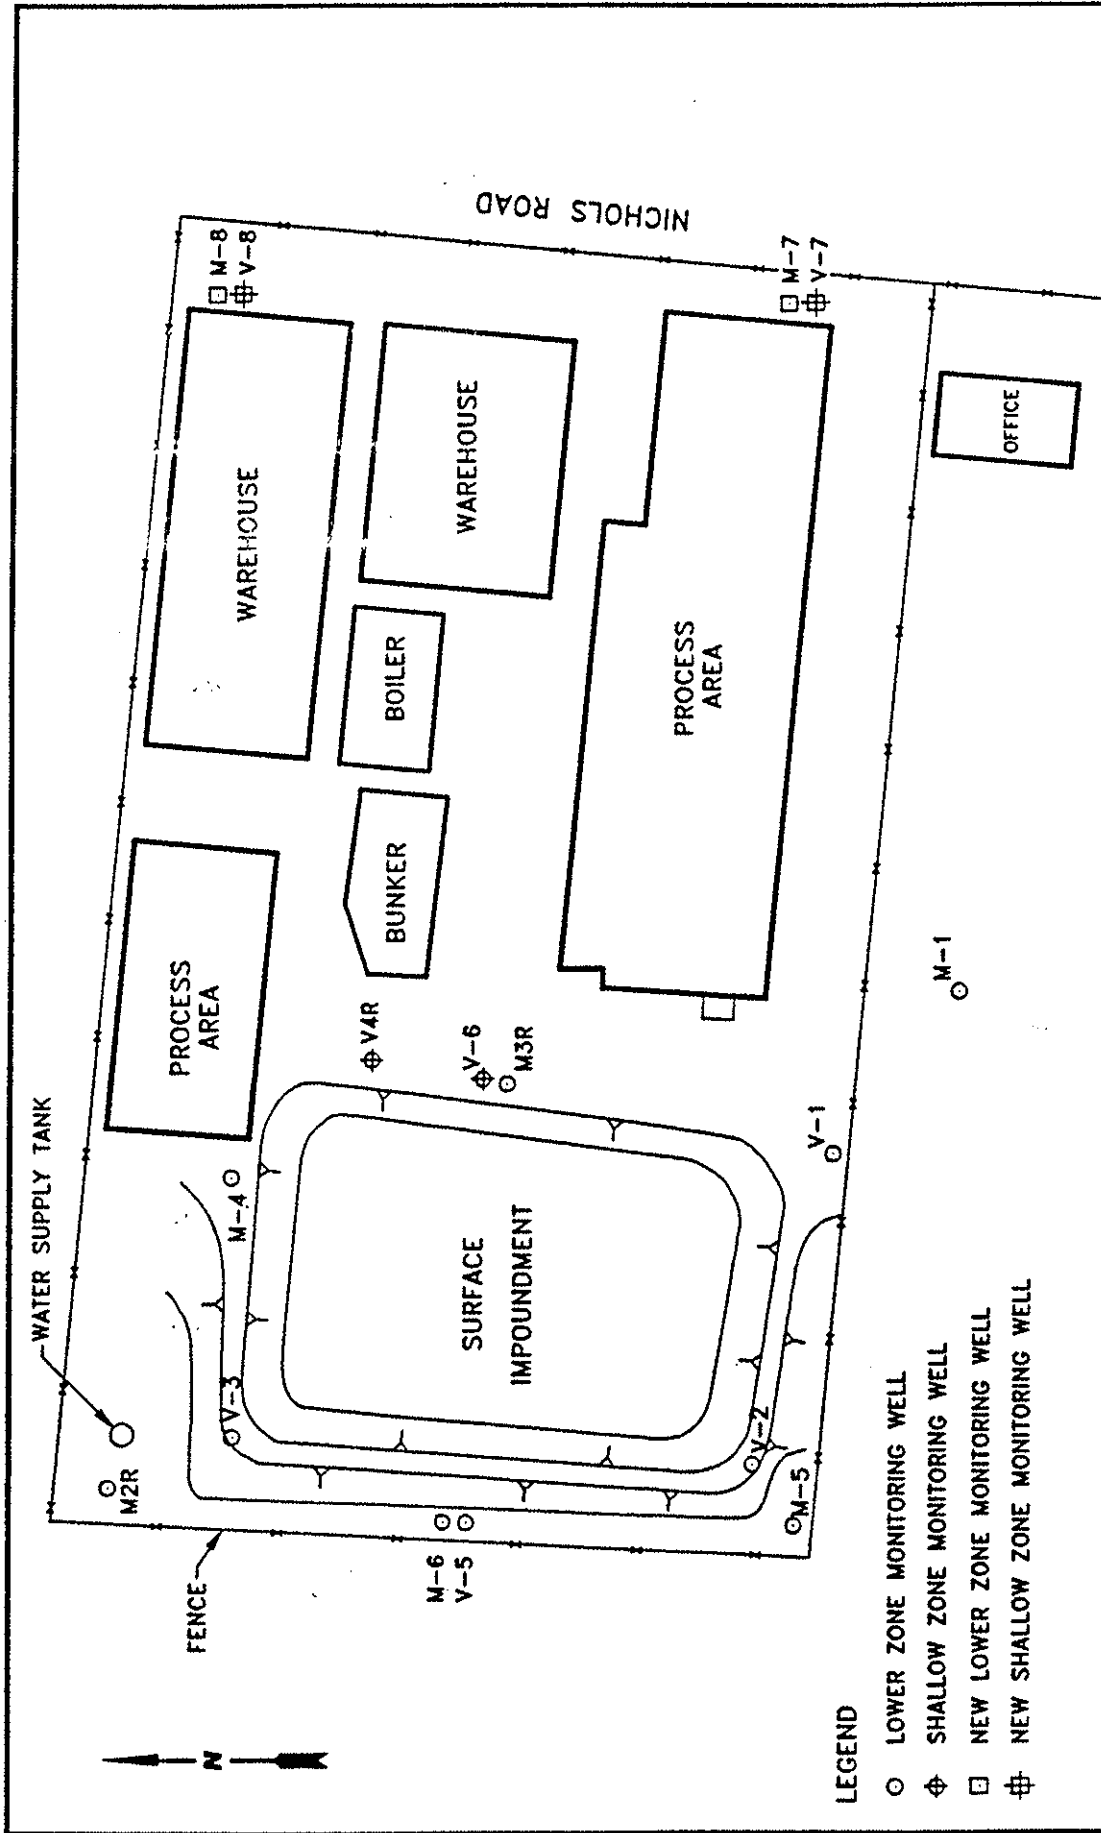 WATER SUPPLY TANK
M2R
FENCE
M-6
V-5
V-3
M-4
PROCESS
AREA
WAREHOUSE
M-8
V-8
NICHOLS ROAD
V4R
BUNKER
BOILER
WAREHOUSE
V-6
M3R
SURFACE
IMPOUNDMENT
PROCESS
AREA
M-7
V-7
V-2
M-5
V-1
M-1
OFFICE
N
LEGEND
LOWER ZONE MONITORING WELL
SHALLOW ZONE MONITORING WELL
NEW LOWER ZONE MONITORING WELL
NEW SHALLOW ZONE MONITORING WELL